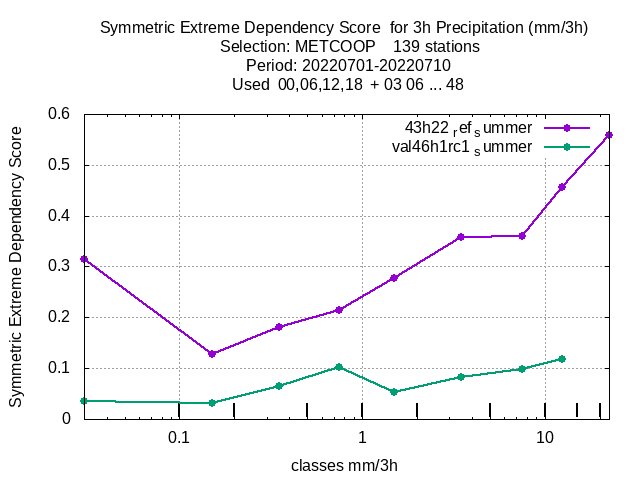 Symmetric Extreme Dependency Score  for 3h Precipitation (mm/3h)
Selection: METCOOP    139 stations
Period: 20220701-20220710
Used  00,06,12,18  + 03 06 ... 48
43h22 ref summer
val46h1rc1 summer
Symmetric Extreme Dependency Score
0.6
0.5
0.4
0.3
0.2
0.1
0
0.1
1
10
classes mm/3h